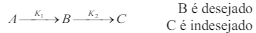 A —K₁→ B —K₂→ C
B é desejado
C é indesejado